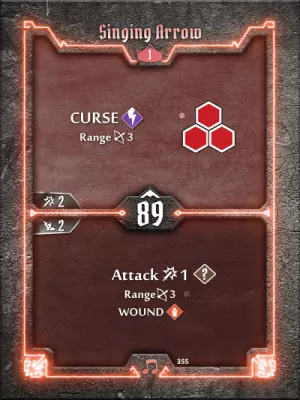 Singing Arrow
1
CURSE
Range 3
2
89
2
Attack 1 ?
Range 3
WOUND
355